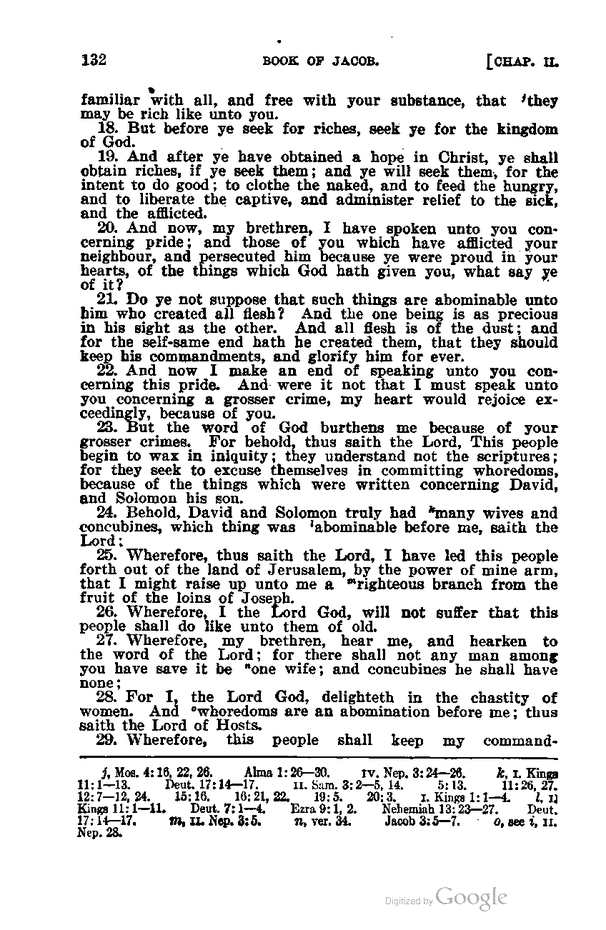 132 BOOK OF JACOB. [CHAP. II.
familiar with all, and free with your substance, that ʲthey
may be rich like unto you.
18. But before ye seek for riches, seek ye for the kingdom
of God.
19. And after ye have obtained a hope in Christ, ye shall
obtain riches, if ye seek them; and ye will seek them, for the
intent to do good; to clothe the naked, and to feed the hungry,
and to liberate the captive, and administer relief to the sick,
and the afflicted.
20. And now, my brethren, I have spoken unto you con-
cerning pride; and those of you which have afflicted your
neighbour, and persecuted him because ye were proud in your
hearts, of the things which God hath given you, what say ye
of it?
21. Do ye not suppose that such things are abominable unto
him who created all flesh? And the one being is as precious
in his sight as the other. And all flesh is of the dust; and
for the self-same end hath he created them, that they should
keep his commandments, and glorify him for ever.
22. And now I make an end of speaking unto you con-
cerning this pride. And were it not that I must speak unto
you concerning a grosser crime, my heart would rejoice ex-
ceedingly, because of you.
23. But the word of God burthens me because of your
grosser crimes. For behold, thus saith the Lord, This people
begin to wax in iniquity; they understand not the scriptures;
for they seek to excuse themselves in committing whoredoms,
because of the things which were written concerning David,
and Solomon his son.
24. Behold, David and Solomon truly had ᵏmany wives and
concubines, which thing was ˡabominable before me, saith the
Lord:
25. Wherefore, thus saith the Lord, I have led this people
forth out of the land of Jerusalem, by the power of mine arm,
that I might raise up unto me a ᵐrighteous branch from the
fruit of the loins of Joseph.
26. Wherefore, I the Lord God, will not suffer that this
people shall do like unto them of old.
27. Wherefore, my brethren, hear me, and hearken to
the word of the Lord; for there shall not any man among
you have save it be ⁿone wife; and concubines he shall have
none;
28. For I, the Lord God, delighteth in the chastity of
women. And ᵒwhoredoms are an abomination before me; thus
saith the Lord of Hosts.
29. Wherefore, this people shall keep my command-
j, Mos. 4:16, 22, 26. Alma 1:26—30. IV. Nep. 3:24—26. k, I. Kings
11:1—13. Deut. 17:14—17. II. Sam. 3:2—5, 14. 5:13. 11:26, 27.
12:7—12, 24. 15:16. 16:21, 22. 19:5. 20:3. I. Kings 1:1—4. l, I]
Kings 11:1—11. Deut. 7:1—4. Ezra 9:1, 2. Nehemiah 13:23—27. Deut.
17:14—17. m, II. Nep. 3:5. n, ver. 34. Jacob 3:5—7. o, see i, II.
Nep. 28.
Digitized by Google